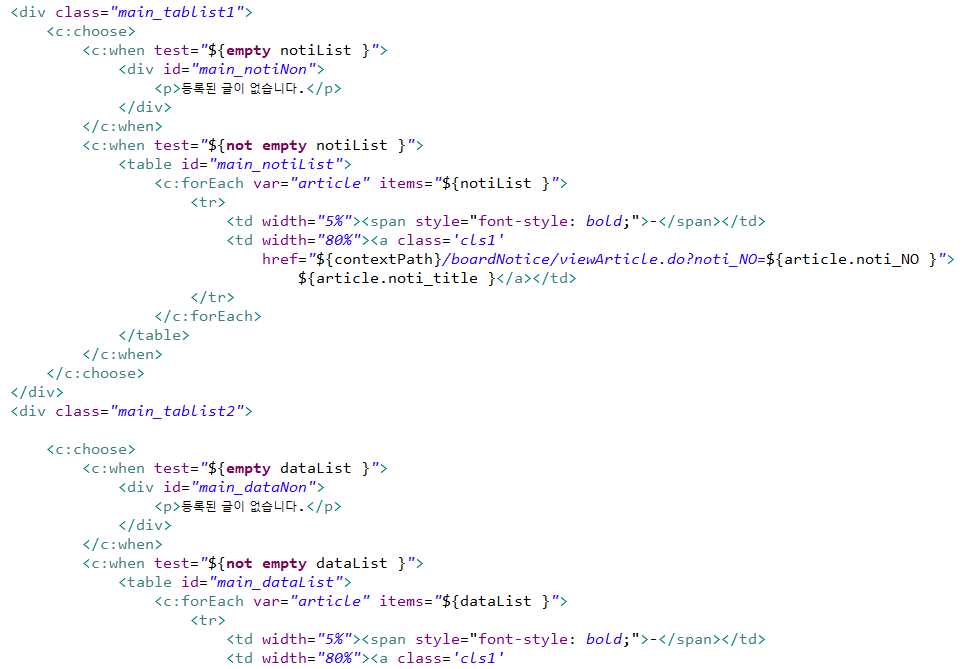 <div class="main_tablist1">
    <c:choose>
        <c:when test="${empty notiList }">
            <div id="main_notiNon">
                <p>등록된 글이 없습니다.</p>
            </div>
        </c:when>
        <c:when test="${not empty notiList }">
            <table id="main_notiList">
                <c:forEach var="article" items="${notiList }">
                    <tr>
                        <td width="5%"><span style="font-style: bold;">-</span></td>
                        <td width="80%"><a class='cls1'
                            href="${contextPath}/boardNotice/viewArticle.do?noti_NO=${article.noti_NO }">
                                ${article.noti_title }</a></td>
                    </tr>
                </c:forEach>
            </table>
        </c:when>
    </c:choose>
</div>
<div class="main_tablist2">

    <c:choose>
        <c:when test="${empty dataList }">
            <div id="main_dataNon">
                <p>등록된 글이 없습니다.</p>
            </div>
        </c:when>
        <c:when test="${not empty dataList }">
            <table id="main_dataList">
                <c:forEach var="article" items="${dataList }">
                    <tr>
                        <td width="5%"><span style="font-style: bold;">-</span></td>
                        <td width="80%"><a class='cls1'